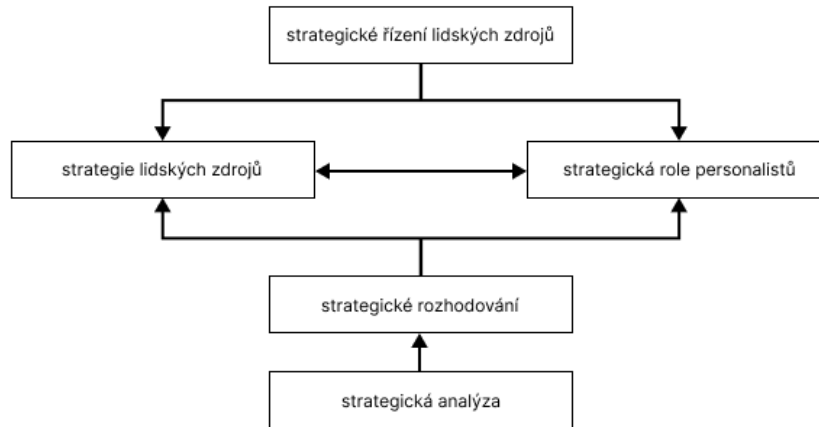 strategické řízení lidských zdrojů
strategie lidských zdrojů
strategická role personalistů
strategické rozhodování
strategická analýza